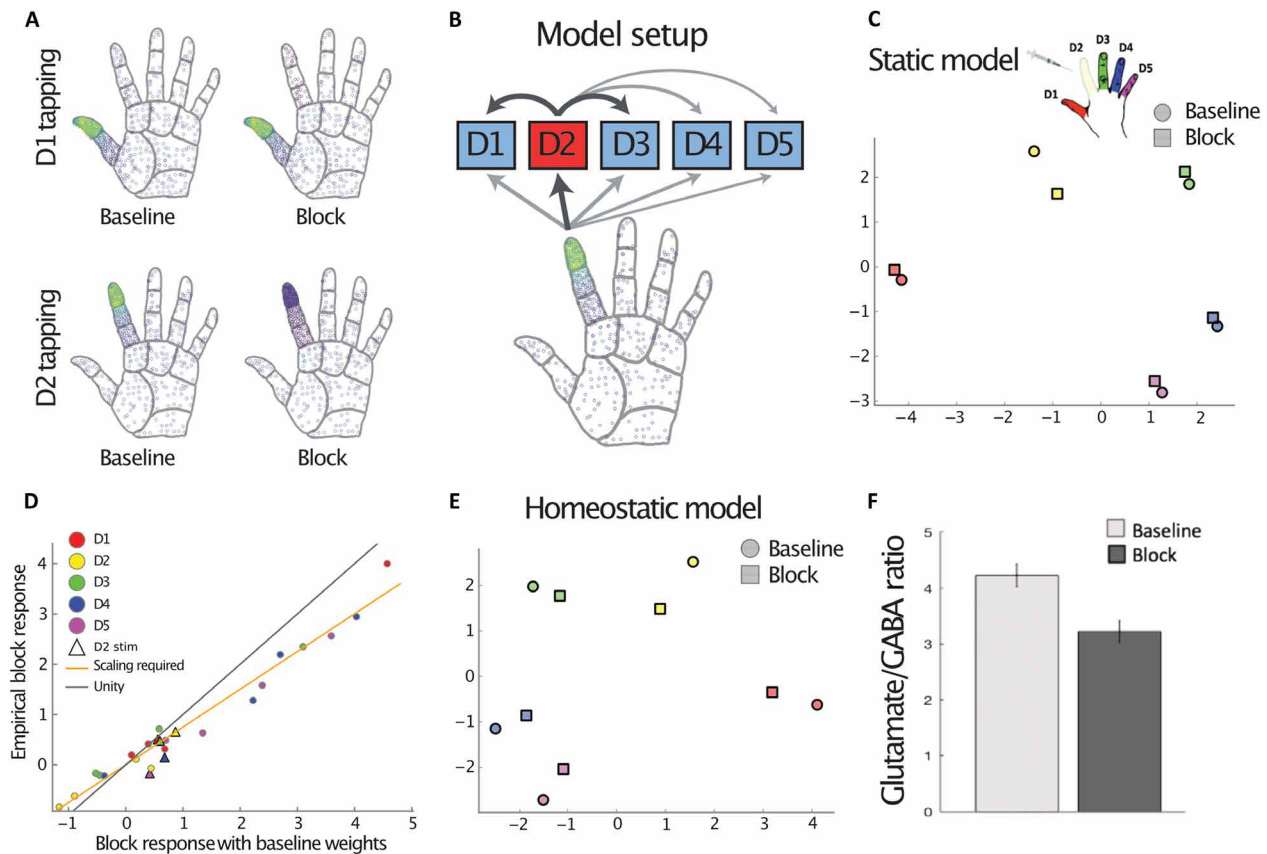 A
D1 tapping
Baseline
Block
D2 tapping
Baseline
Block
B
Model setup
D1
D2
D3
D4
D5
C
Static model
D1
D2
D3
D4
D5
Baseline
Block
2
1
0
−1
−2
−3
−4
−3
−2
−1
0
1
2
D
D1
D2
D3
D4
D5
D2 stim
Scaling required
Unity
Empirical block response
4
3
2
1
0
−1
0
1
2
3
4
5
Block response with baseline weights
E
Homeostatic model
Baseline
Block
2
1
0
−1
−2
−2
−1
0
1
2
3
4
F
Baseline
Block
Glutamate/GABA ratio
5
4
3
2
1
0